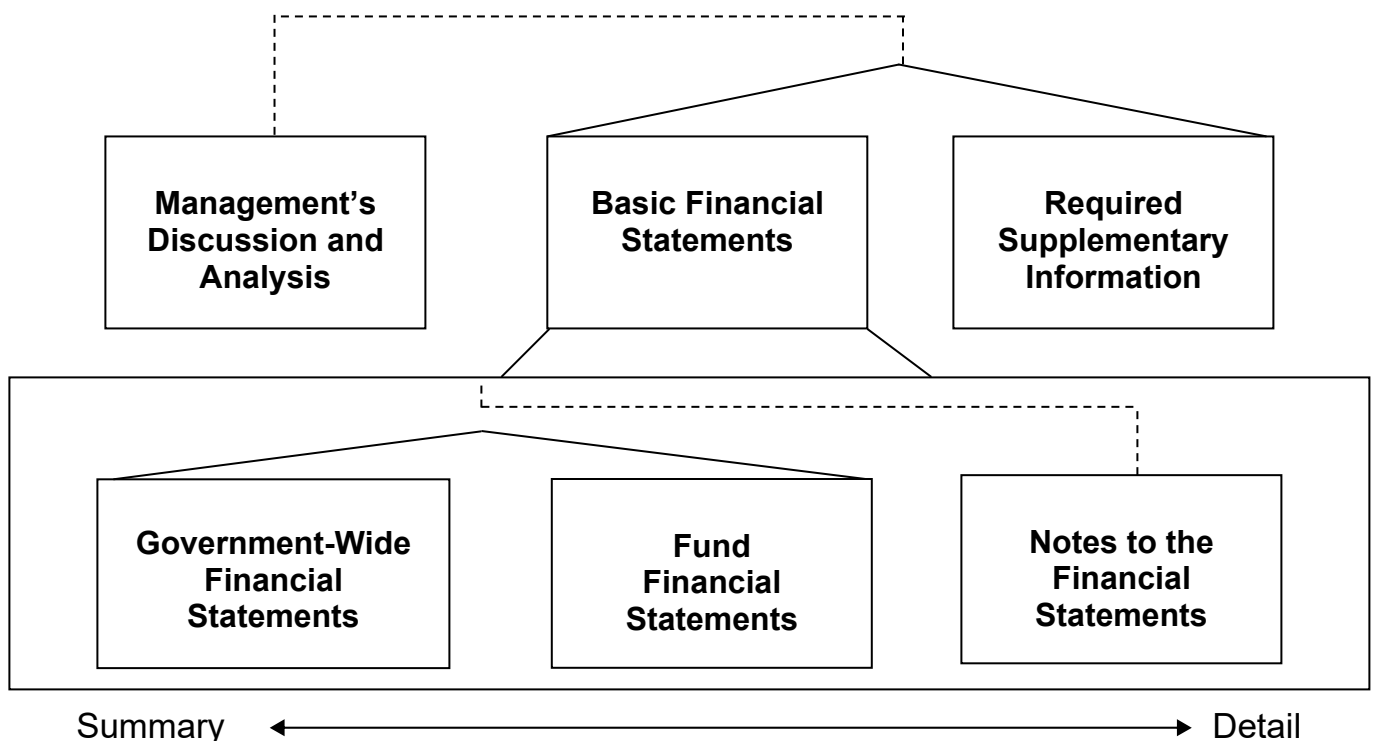 Management’s
Discussion and
Analysis
Basic Financial
Statements
Required
Supplementary
Information
Government-Wide
Financial
Statements
Fund
Financial
Statements
Notes to the
Financial
Statements
Summary
Detail